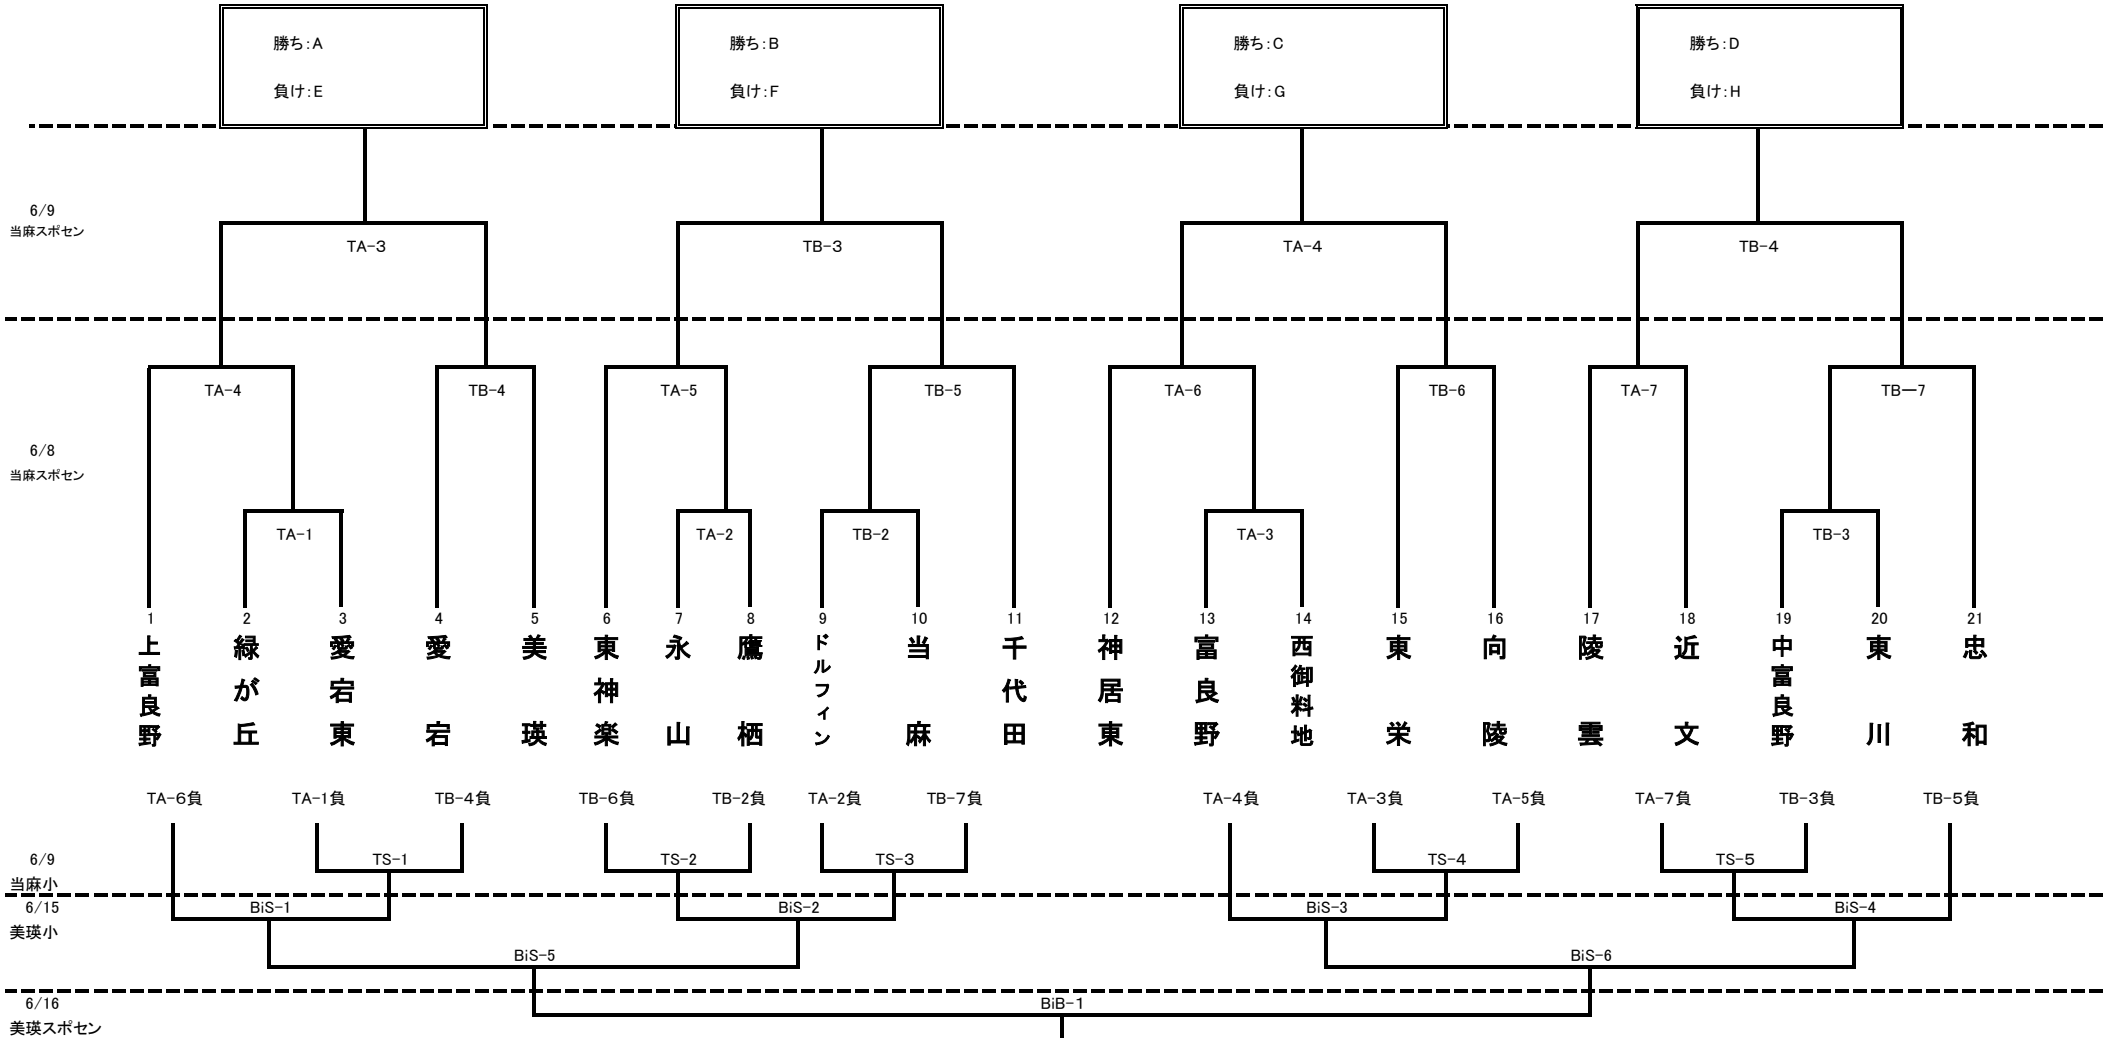 勝ち:A
勝ち:B
勝ち:C
勝ち:D
負け:E
負け:F
負け:G
負け:H
6/9
当麻スポセン
TA-3
TB-3
TA-4
TB-4
TA-4
TB-4
TA-5
TB-5
TA-6
TB-6
TA-7
TBー7
6/8
当麻スポセン
TA-1
TA-2
TB-2
TA-3
TB-3
1
2
3
4
5
6
7
8
9
10
11
12
13
14
15
16
17
18
19
20
21
上富良野
緑が丘
愛宕東
愛宕
美瑛
東神楽
永山
鷹栖
ドルフィン
当麻
千代田
神居東
富良野
西御料地
東栄
向陵
陵雲
近文
中富良野
東川
忠和
TA-6負
TA-1負
TB-4負
TB-6負
TB-2負
TA-2負
TB-7負
TA-4負
TA-3負
TA-5負
TA-7負
TB-3負
TB-5負
6/9
当麻小
TS-1
TS-2
TS-3
TS-4
TS-5
6/15
美瑛小
BiS-1
BiS-2
BiS-3
BiS-4
BiS-5
BiS-6
6/16
美瑛スポセン
BiB-1